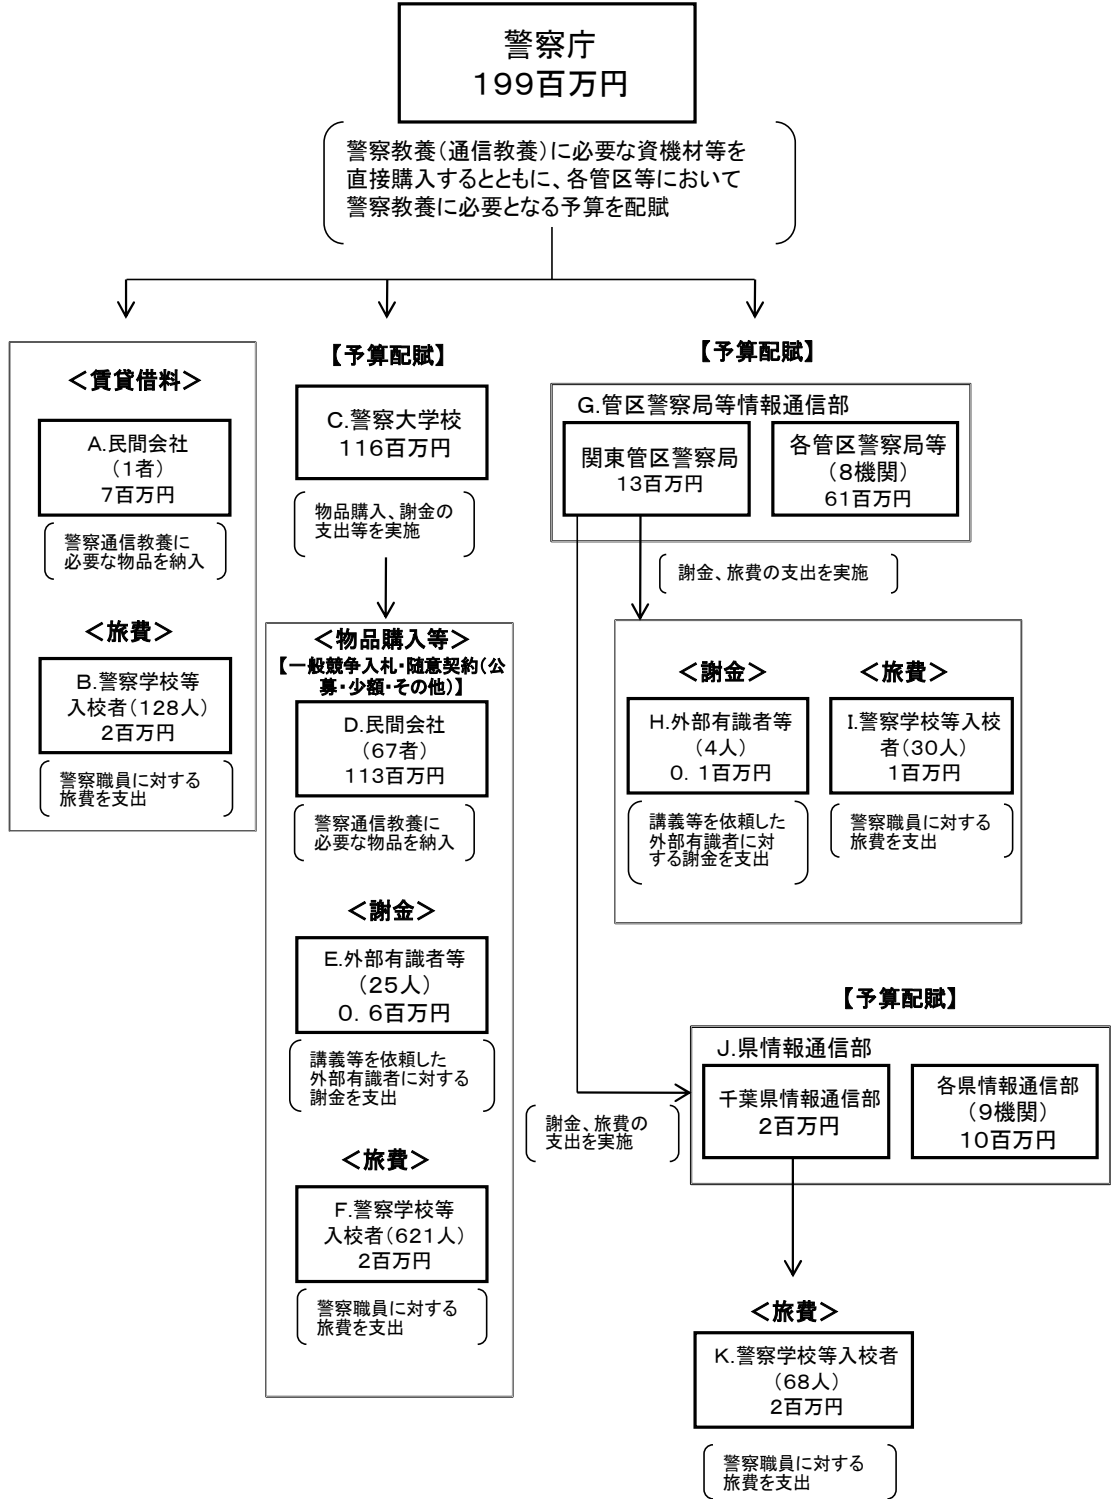 警察庁
199百万円
警察教養（通信教養）に必要な資機材等を
直接購入するとともに、各管区等において
警察教養に必要となる予算を配賦
＜賃貸借料＞
A.民間会社
（1者）
7百万円
警察通信教養に
必要な物品を納入
＜旅費＞
B.警察学校等
入校者（128人）
2百万円
警察職員に対する
旅費を支出
【予算配賦】
C.警察大学校
116百万円
物品購入、謝金の
支出等を実施
＜物品購入等＞
【一般競争入札・随意契約（公
募・少額・その他）】
D.民間会社
（67者）
113百万円
警察通信教養に
必要な物品を納入
＜謝金＞
E.外部有識者等
（25人）
0．6百万円
講義等を依頼した
外部有識者に対する
謝金を支出
＜旅費＞
F.警察学校等
入校者（621人）
2百万円
警察職員に対する
旅費を支出
【予算配賦】
G.管区警察局等情報通信部
関東管区警察局
13百万円
各管区警察局等
（8機関）
61百万円
謝金、旅費の支出を実施
＜謝金＞
H.外部有識者等
（4人）
0．1百万円
講義等を依頼した
外部有識者に対
する謝金を支出
＜旅費＞
I.警察学校等入校
者（30人）
1百万円
警察職員に対する
旅費を支出
謝金、旅費の
支出を実施
【予算配賦】
J.県情報通信部
千葉県情報通信部
2百万円
各県情報通信部
（9機関）
10百万円
＜旅費＞
K.警察学校等入校者
（68人）
2百万円
警察職員に対する
旅費を支出